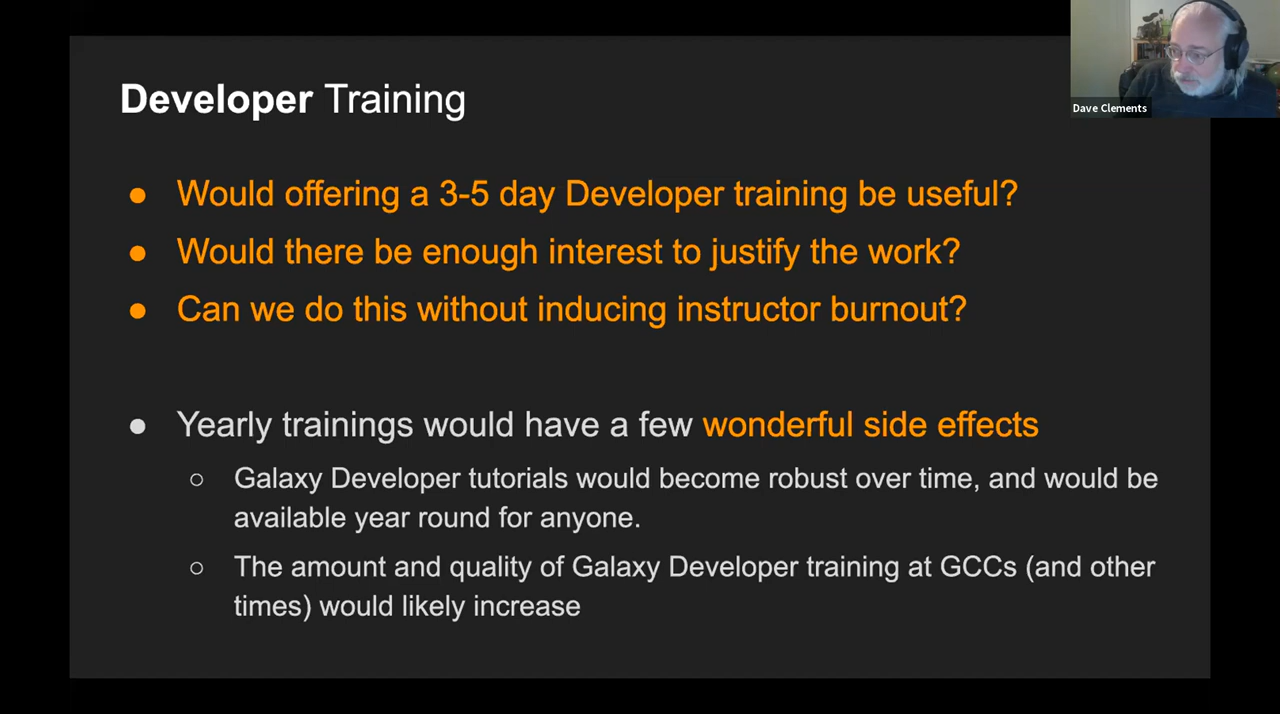 Developer Training
Dave Clements
● Would offering a 3-5 day Developer training be useful?
● Would there be enough interest to justify the work?
● Can we do this without inducing instructor burnout?
● Yearly trainings would have a few wonderful side effects
○ Galaxy Developer tutorials would become robust over time, and would be
available year round for anyone.
○ The amount and quality of Galaxy Developer training at GCCs (and other
times) would likely increase